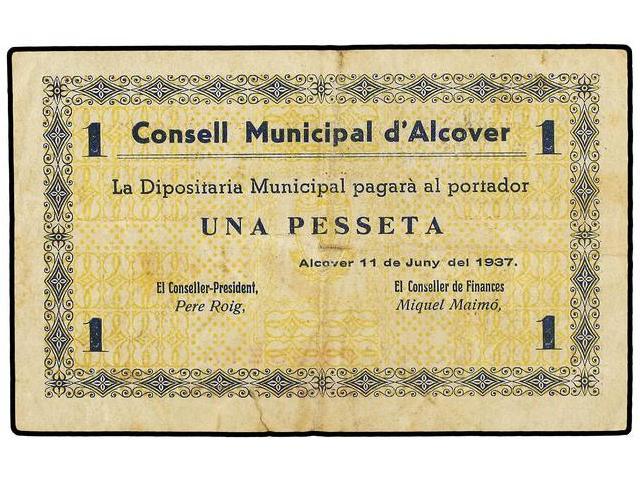 1 Consell Municipal d'Alcover 1
La Dipositaria Municipal pagarà al portador
UNA PESSETA
Alcover 11 de Juny del 1937.
El Conseller-President, El Conseller de Finances
Pere Roig, Miquel Maimó,
1 1